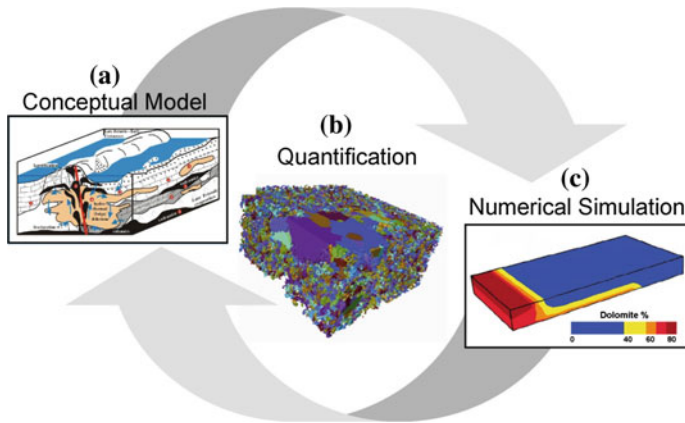 (a)
Conceptual Model
(b)
Quantification
(c)
Numerical Simulation
Dolomite %
0 40 60 80